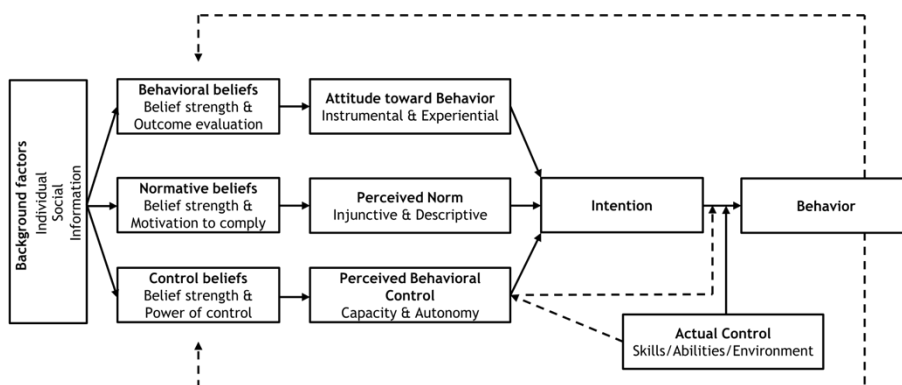 Background factors
Individual
Social
Information
Behavioral beliefs
Belief strength &
Outcome evaluation
Attitude toward Behavior
Instrumental & Experiential
Normative beliefs
Belief strength &
Motivation to comply
Perceived Norm
Injunctive & Descriptive
Intention
Behavior
Control beliefs
Belief strength &
Power of control
Perceived Behavioral
Control
Capacity & Autonomy
Actual Control
Skills/Abilities/Environment